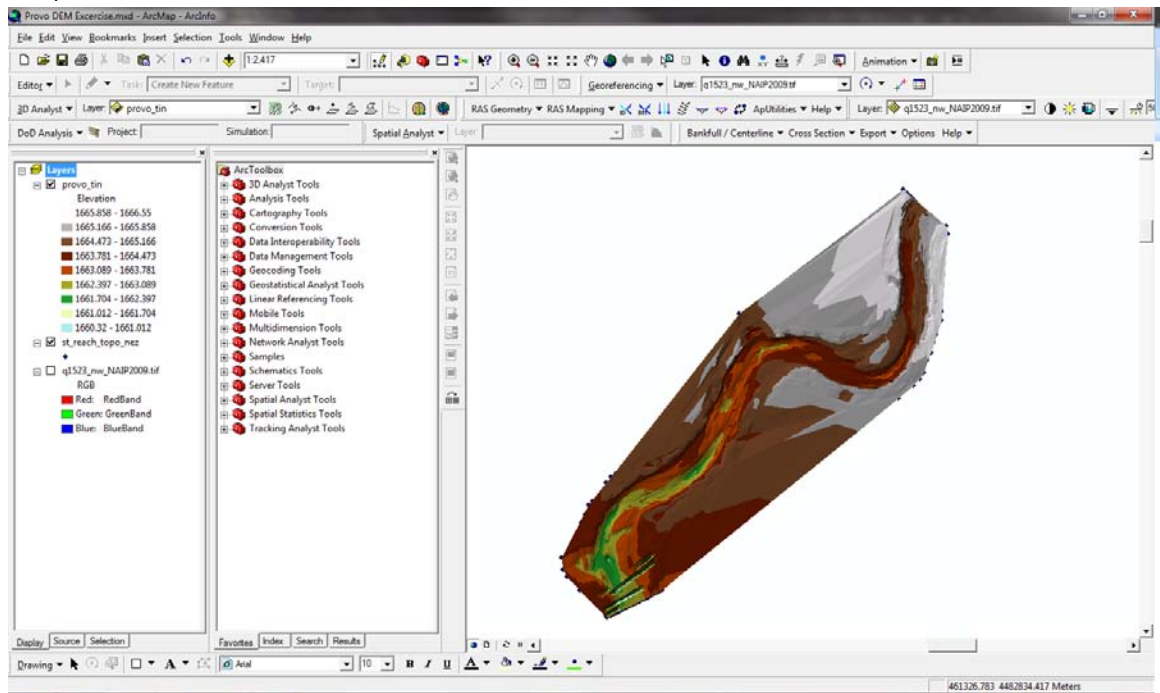 Provo DEM Excercise.mxd - ArcMap - ArcInfo
File Edit View Bookmarks Insert Selection Tools Window Help
1:2,417 Animation
Editor Task: Create New Feature Target: Georeferencing Layer: q1523_nw_NAIP2009.tif
3D Analyst Layer: provo_tin RAS Geometry RAS Mapping ApUtilities Help Layer: q1523_nw_NAIP2009.tif
DoD Analysis Project: Simulation: Spatial Analyst Layer: Bankfull / Centerline Cross Section Export Options Help
Layers
provo_tin
Elevation
1665.858 - 1666.55
1665.166 - 1665.858
1664.473 - 1665.166
1663.781 - 1664.473
1663.089 - 1663.781
1662.397 - 1663.089
1661.704 - 1662.397
1661.012 - 1661.704
1660.32 - 1661.012
st_reach_topo_nez
q1523_nw_NAIP2009.tif
RGB
Red: RedBand
Green: GreenBand
Blue: BlueBand
ArcToolbox
3D Analyst Tools
Analysis Tools
Cartography Tools
Conversion Tools
Data Interoperability Tools
Data Management Tools
Geocoding Tools
Geostatistical Analyst Tools
Linear Referencing Tools
Mobile Tools
Multidimension Tools
Network Analyst Tools
Samples
Schematics Tools
Server Tools
Spatial Analyst Tools
Spatial Statistics Tools
Tracking Analyst Tools
Display Source Selection
Favorites Index Search Results
Drawing A Arial 10 B I U A
461326.783 4482834.417 Meters